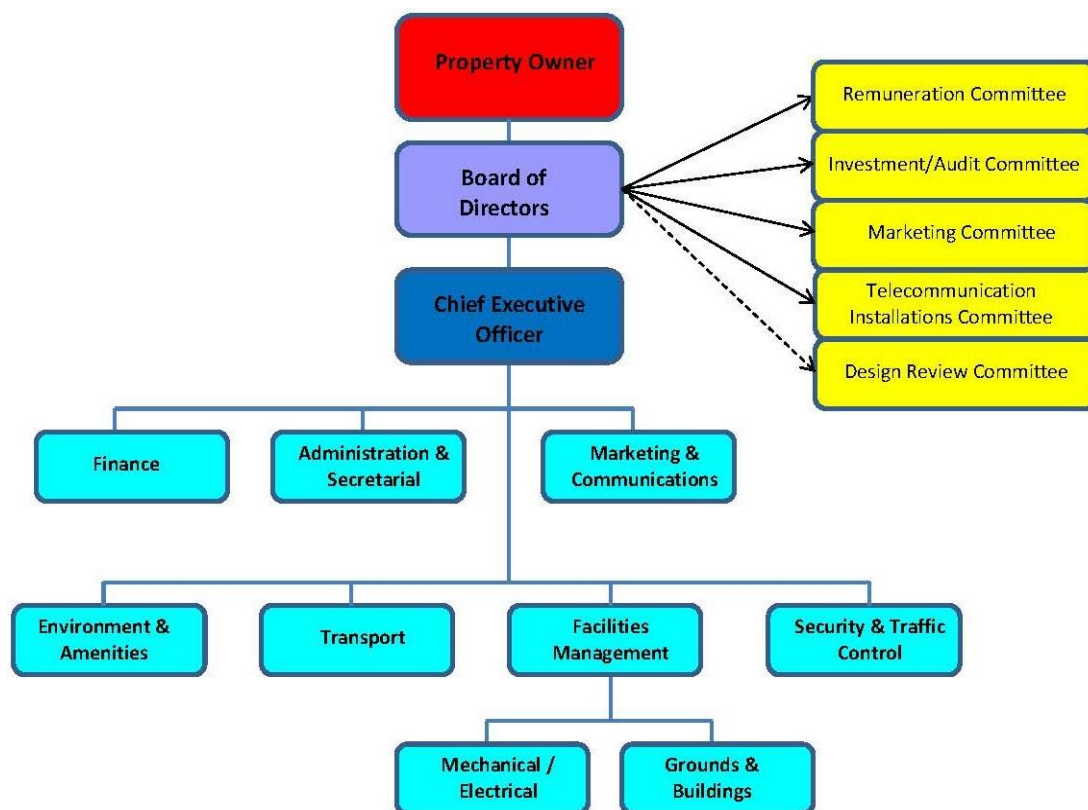 Property Owner
Remuneration Committee
Investment/Audit Committee
Board of
Directors
Marketing Committee
Telecommunication
Installations Committee
Chief Executive
Officer
Design Review Committee
Finance
Administration &
Secretarial
Marketing &
Communications
Environment &
Amenities
Transport
Facilities
Management
Security & Traffic
Control
Mechanical /
Electrical
Grounds &
Buildings